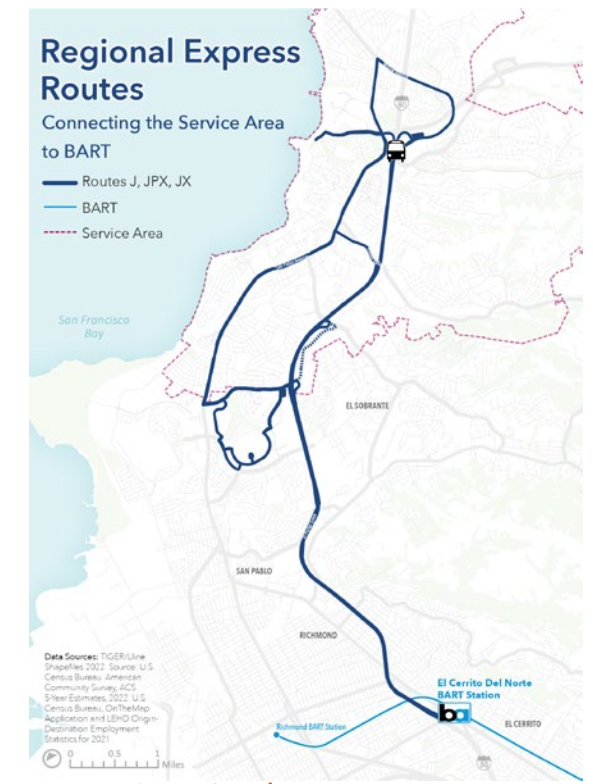 Regional Express
Routes
Connecting the Service Area
to BART
Routes J, JPX, JX
BART
Service Area
80
San Francisco
Bay
EL SOBRANTE
SAN PABLO
RICHMOND
Data Sources: TIGER/Line
Shapefiles 2022. Source: U.S.
Census Bureau. American
Community Survey, ACS
5-Year Estimates, 2022. U.S.
Census Bureau, OnTheMap
Application and LEHD Origin-
Destination Employment
Statistics for 2021
El Cerrito Del Norte
BART Station
ba
Richmond BART Station
EL CERRITO
80
0 0.5 1
Miles